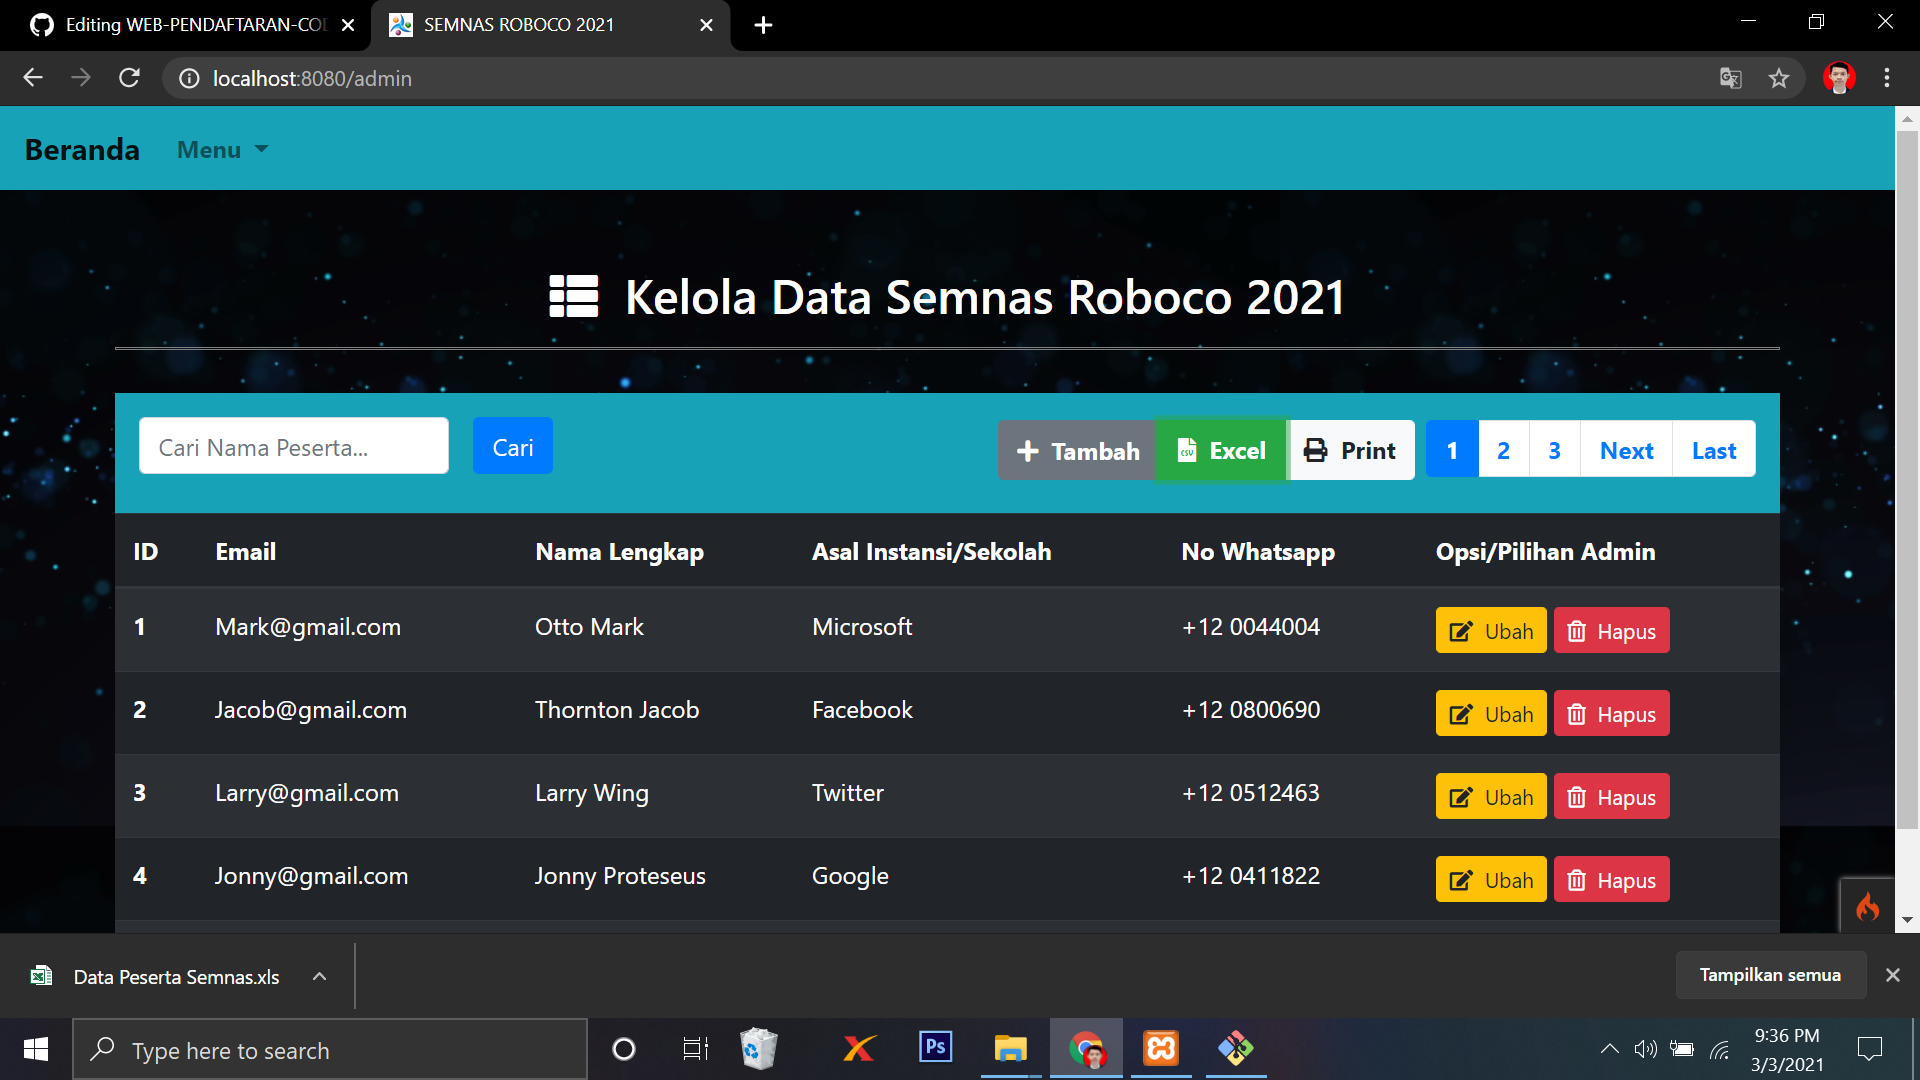 Editing WEB-PENDAFTARAN-COD
SEMNAS ROBOCO 2021
localhost:8080/admin
Beranda Menu
Kelola Data Semnas Roboco 2021
Cari Nama Peserta... Cari Tambah Excel Print 1 2 3 Next Last
ID Email Nama Lengkap Asal Instansi/Sekolah No Whatsapp Opsi/Pilihan Admin
1 Mark@gmail.com Otto Mark Microsoft +12 0044004 Ubah Hapus
2 Jacob@gmail.com Thornton Jacob Facebook +12 0800690 Ubah Hapus
3 Larry@gmail.com Larry Wing Twitter +12 0512463 Ubah Hapus
4 Jonny@gmail.com Jonny Proteseus Google +12 0411822 Ubah Hapus
Data Peserta Semnas.xls Tampilkan semua
Type here to search
Ps
9:36 PM
3/3/2021